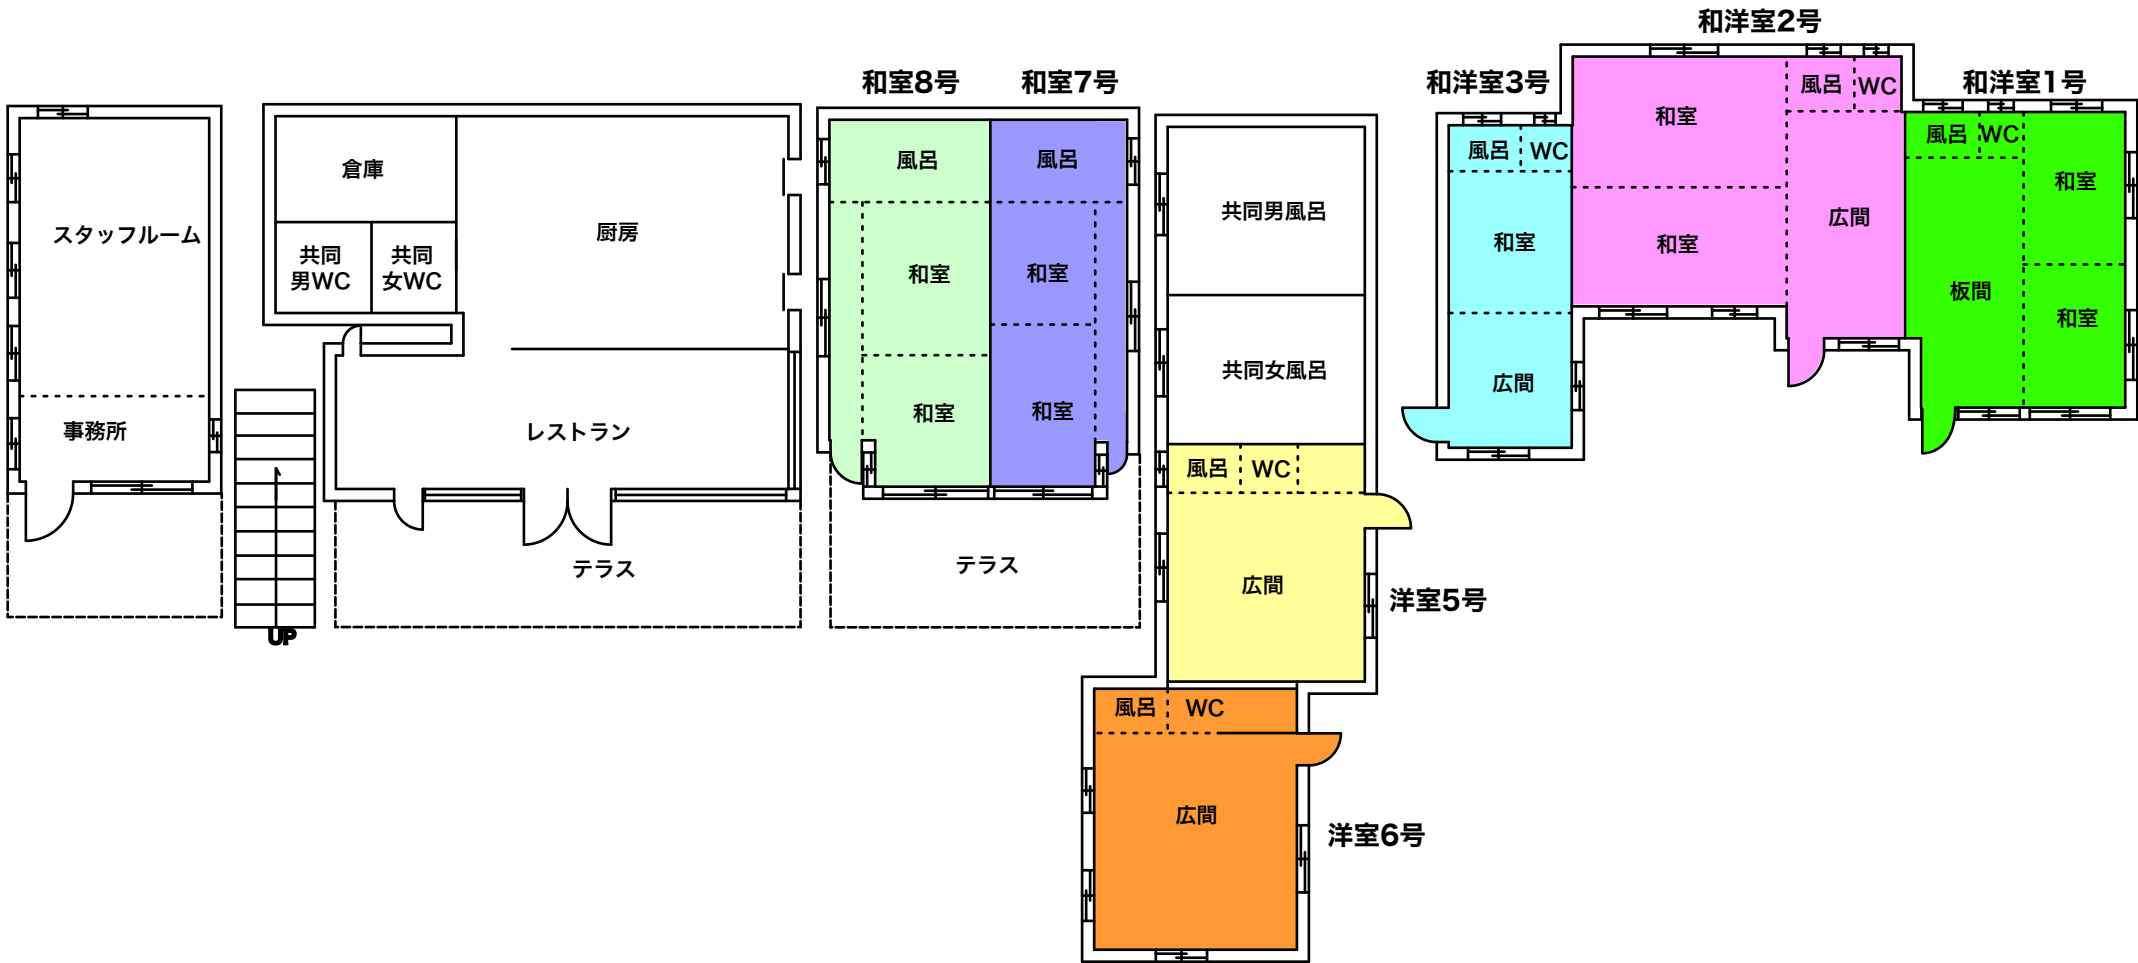 和洋室2号
和室8号
和室7号
和洋室3号
和洋室1号
スタッフルーム
事務所
UP
倉庫
共同
男WC
共同
女WC
厨房
レストラン
テラス
風呂
和室
和室
風呂
和室
和室
テラス
共同男風呂
共同女風呂
風呂
WC
広間
洋室5号
風呂
WC
広間
洋室6号
風呂
WC
和室
広間
和室
和室
風呂
WC
広間
風呂
WC
板間
和室
和室